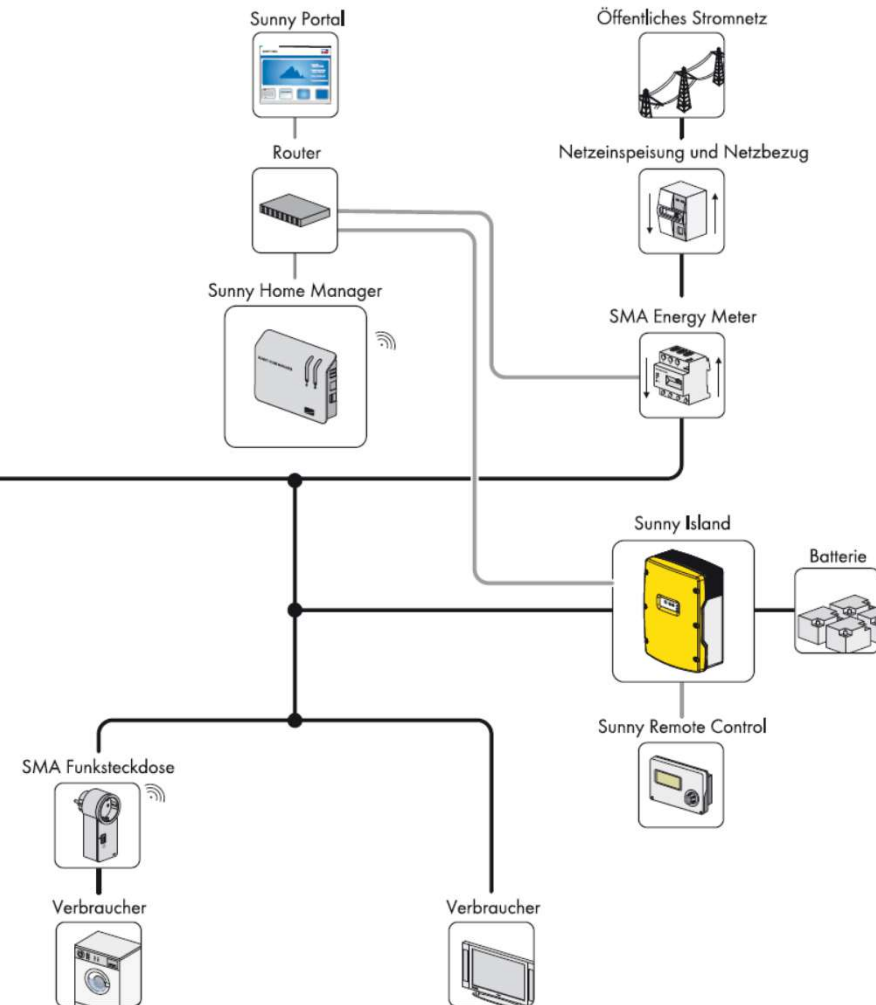 Sunny Portal
Öffentliches Stromnetz
Router
Netzeinspeisung und Netzbezug
Sunny Home Manager
SMA Energy Meter
Sunny Island
Batterie
Sunny Remote Control
SMA Funksteckdose
Verbraucher
Verbraucher